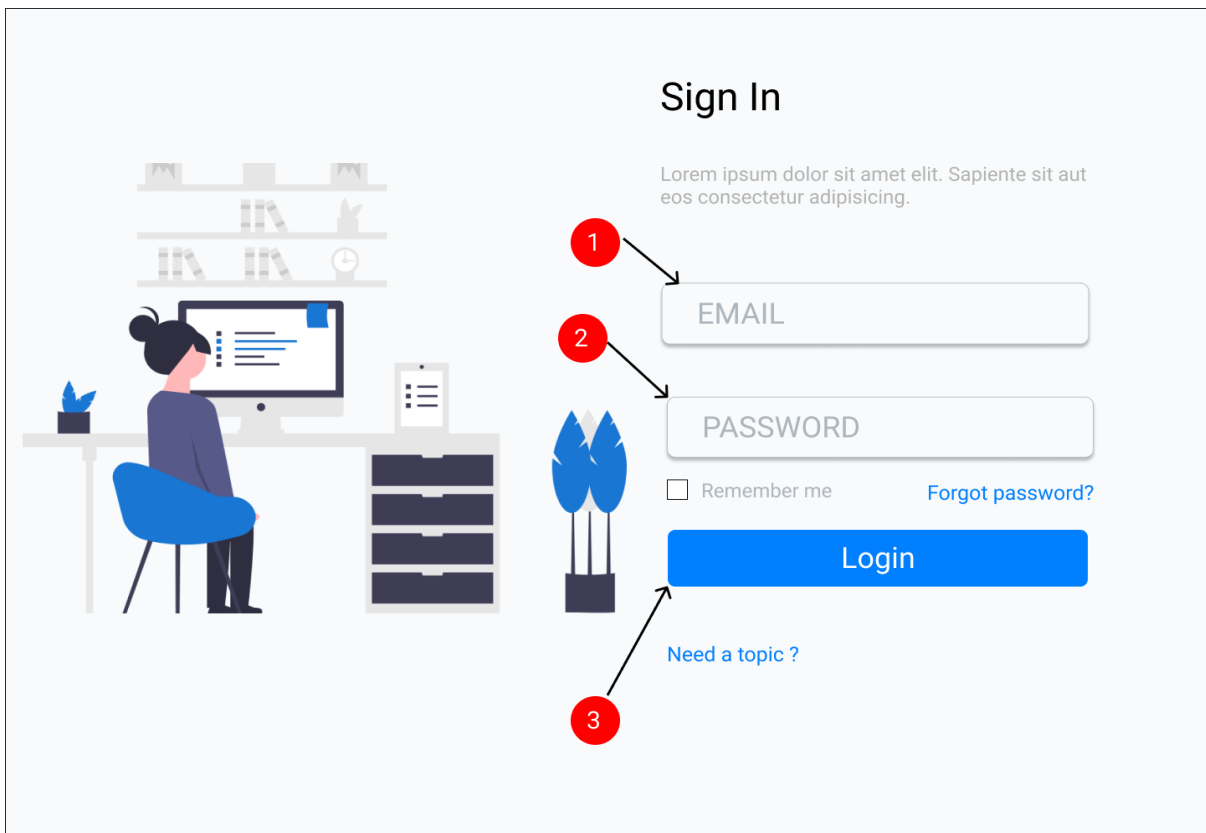 Sign In
Lorem ipsum dolor sit amet elit. Sapiente sit aut
eos consectetur adipisicing.
1
EMAIL
2
PASSWORD
Remember me
Forgot password?
Login
Need a topic ?
3